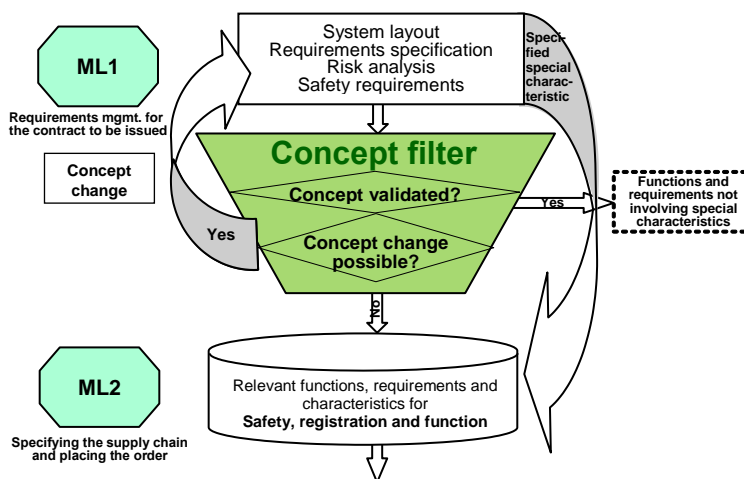 System layout
Requirements specification
Risk analysis
Safety requirements
Speci-
fied
special
charac-
teristic
ML1
Requirements mgmt. for
the contract to be issued
Concept
change
Concept filter
Concept validated?
Yes
Functions and
requirements not
involving special
characteristics
Yes
Concept change
possible?
No
ML2
Specifying the supply chain
and placing the order
Relevant functions, requirements and
characteristics for
Safety, registration and function